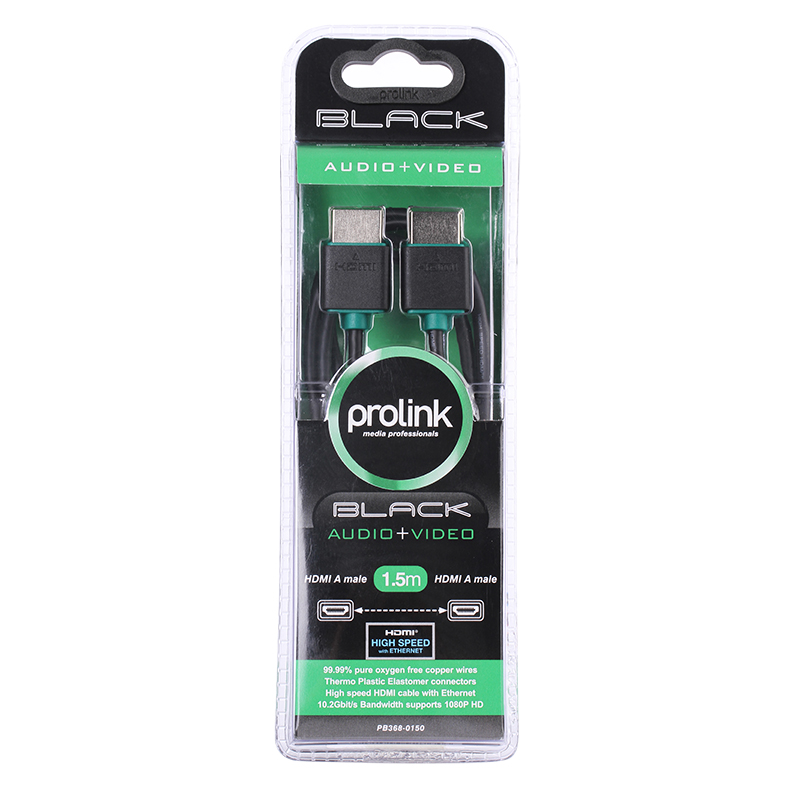 prolink
BLACK
AUDIO+VIDEO
HDMI HDMI
prolink
media professionals
BLACK
AUDIO+VIDEO
HDMI A male 1.5m HDMI A male
HDMI®
HIGH SPEED
with ETHERNET
99.99% pure oxygen free copper wires
Thermo Plastic Elastomer connectors
High speed HDMI cable with Ethernet
10.2Gbit/s Bandwidth supports 1080P HD
PB368-0150